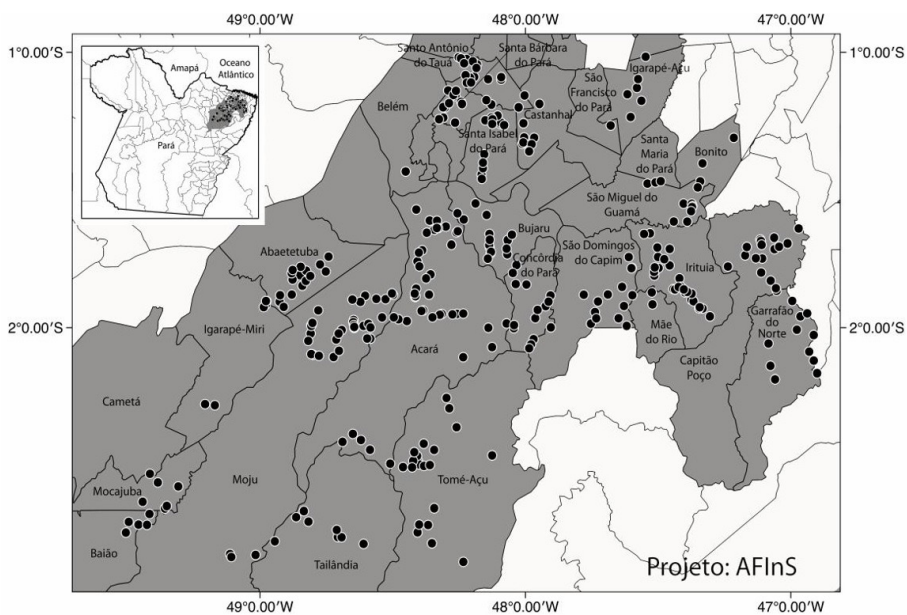 49°0.00'W
48°0.00'W
47°0.00'W
1°0.00'S
1°0.00'S
Amapá
Oceano
Atlântico
Pará
Santo Antônio
do Tauá
Santa Bárbara
do Pará
Igarapé-Açu
São
Francisco
do Pará
Belém
Castanhal
Santa Isabel
do Pará
Santa
Maria
do Pará
Bonito
São Miguel do
Guamá
Abaetetuba
Bujaru
Concórdia
do Pará
São Domingos
do Capim
Irituia
Garrafão
do Norte
2°0.00'S
2°0.00'S
Igarapé-Miri
Acará
Mãe
do Rio
Capitão
Poço
Cametá
Mocajuba
Moju
Tomé-Açu
Baião
Tailândia
Projeto: AFInS
49°0.00'W
48°0.00'W
47°0.00'W